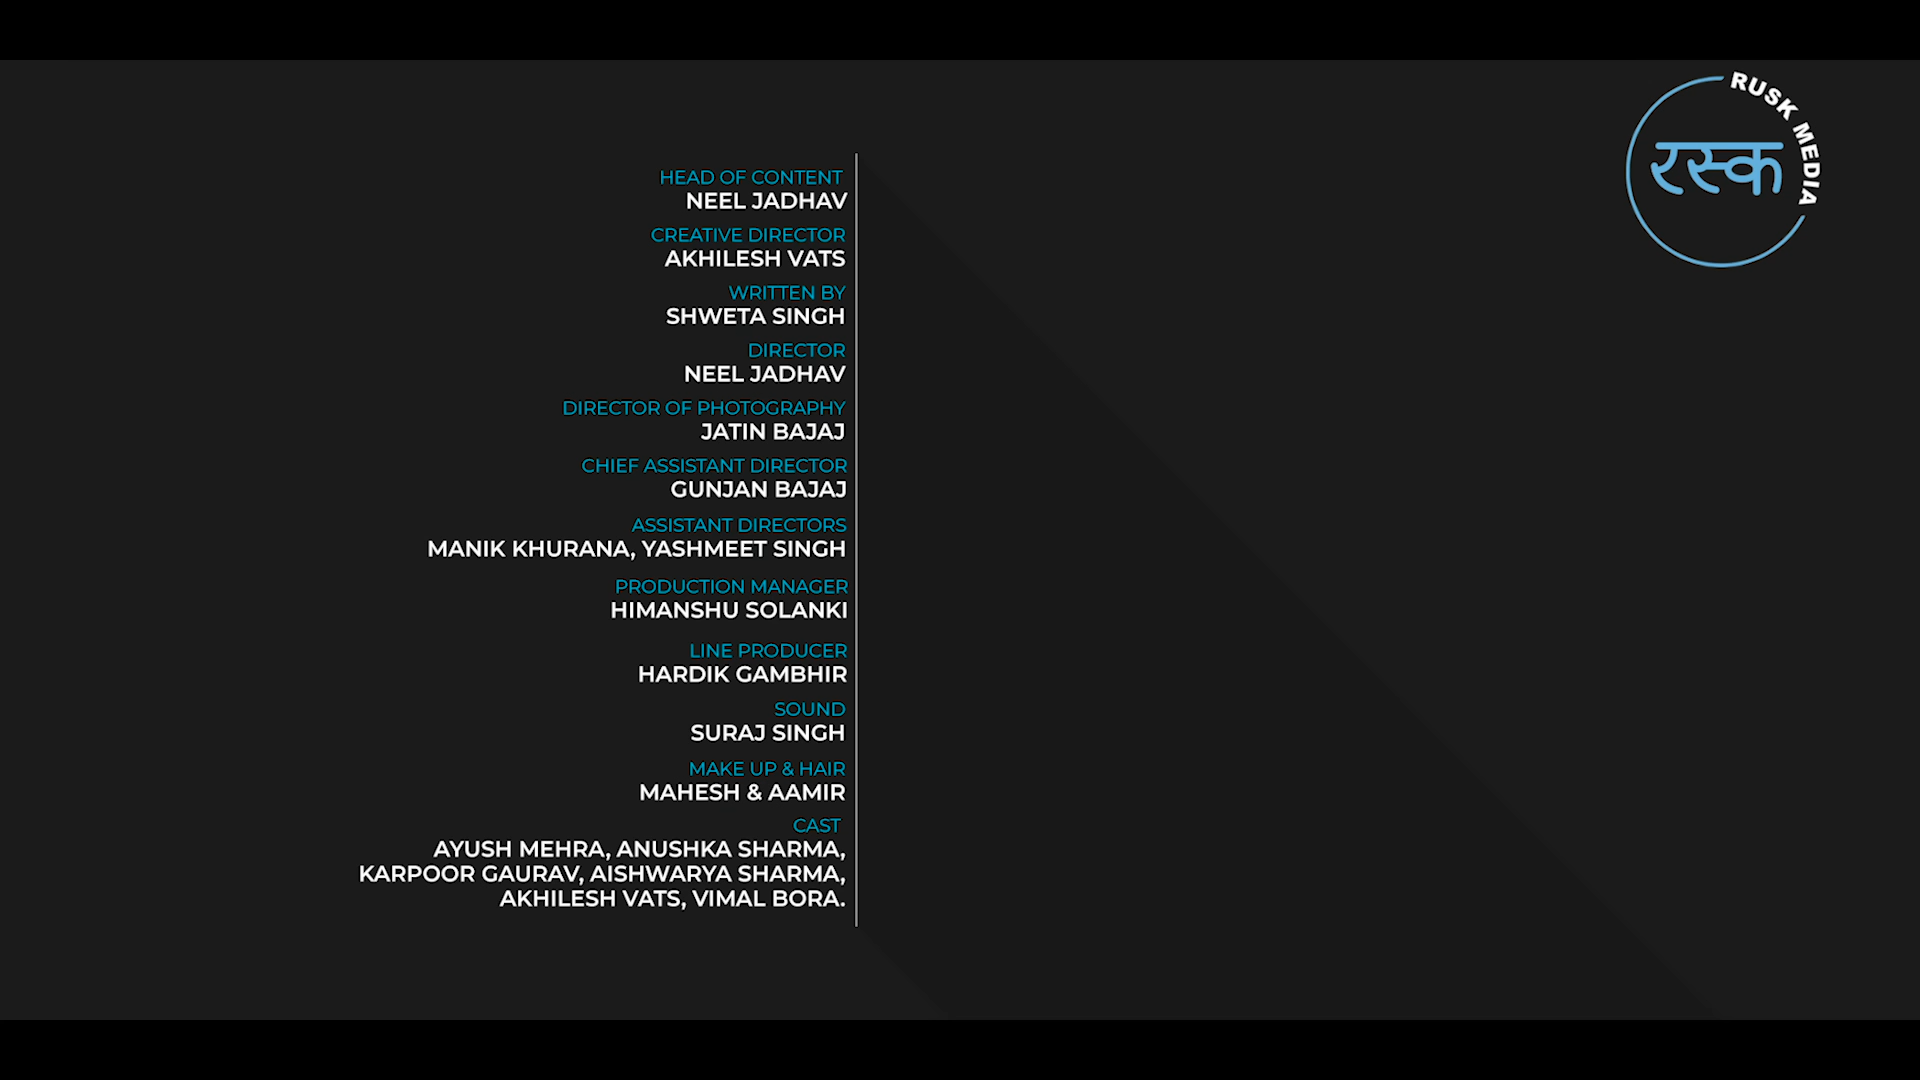 HEAD OF CONTENT
NEEL JADHAV
CREATIVE DIRECTOR
AKHILESH VATS
WRITTEN BY
SHWETA SINGH
DIRECTOR
NEEL JADHAV
DIRECTOR OF PHOTOGRAPHY
JATIN BAJAJ
CHIEF ASSISTANT DIRECTOR
GUNJAN BAJAJ
ASSISTANT DIRECTORS
MANIK KHURANA, YASHMEET SINGH
PRODUCTION MANAGER
HIMANSHU SOLANKI
LINE PRODUCER
HARDIK GAMBHIR
SOUND
SURAJ SINGH
MAKE UP & HAIR
MAHESH & AAMIR
CAST
AYUSH MEHRA, ANUSHKA SHARMA,
KARPOOR GAURAV, AISHWARYA SHARMA,
AKHILESH VATS, VIMAL BORA.
RUSK MEDIA
रस्क